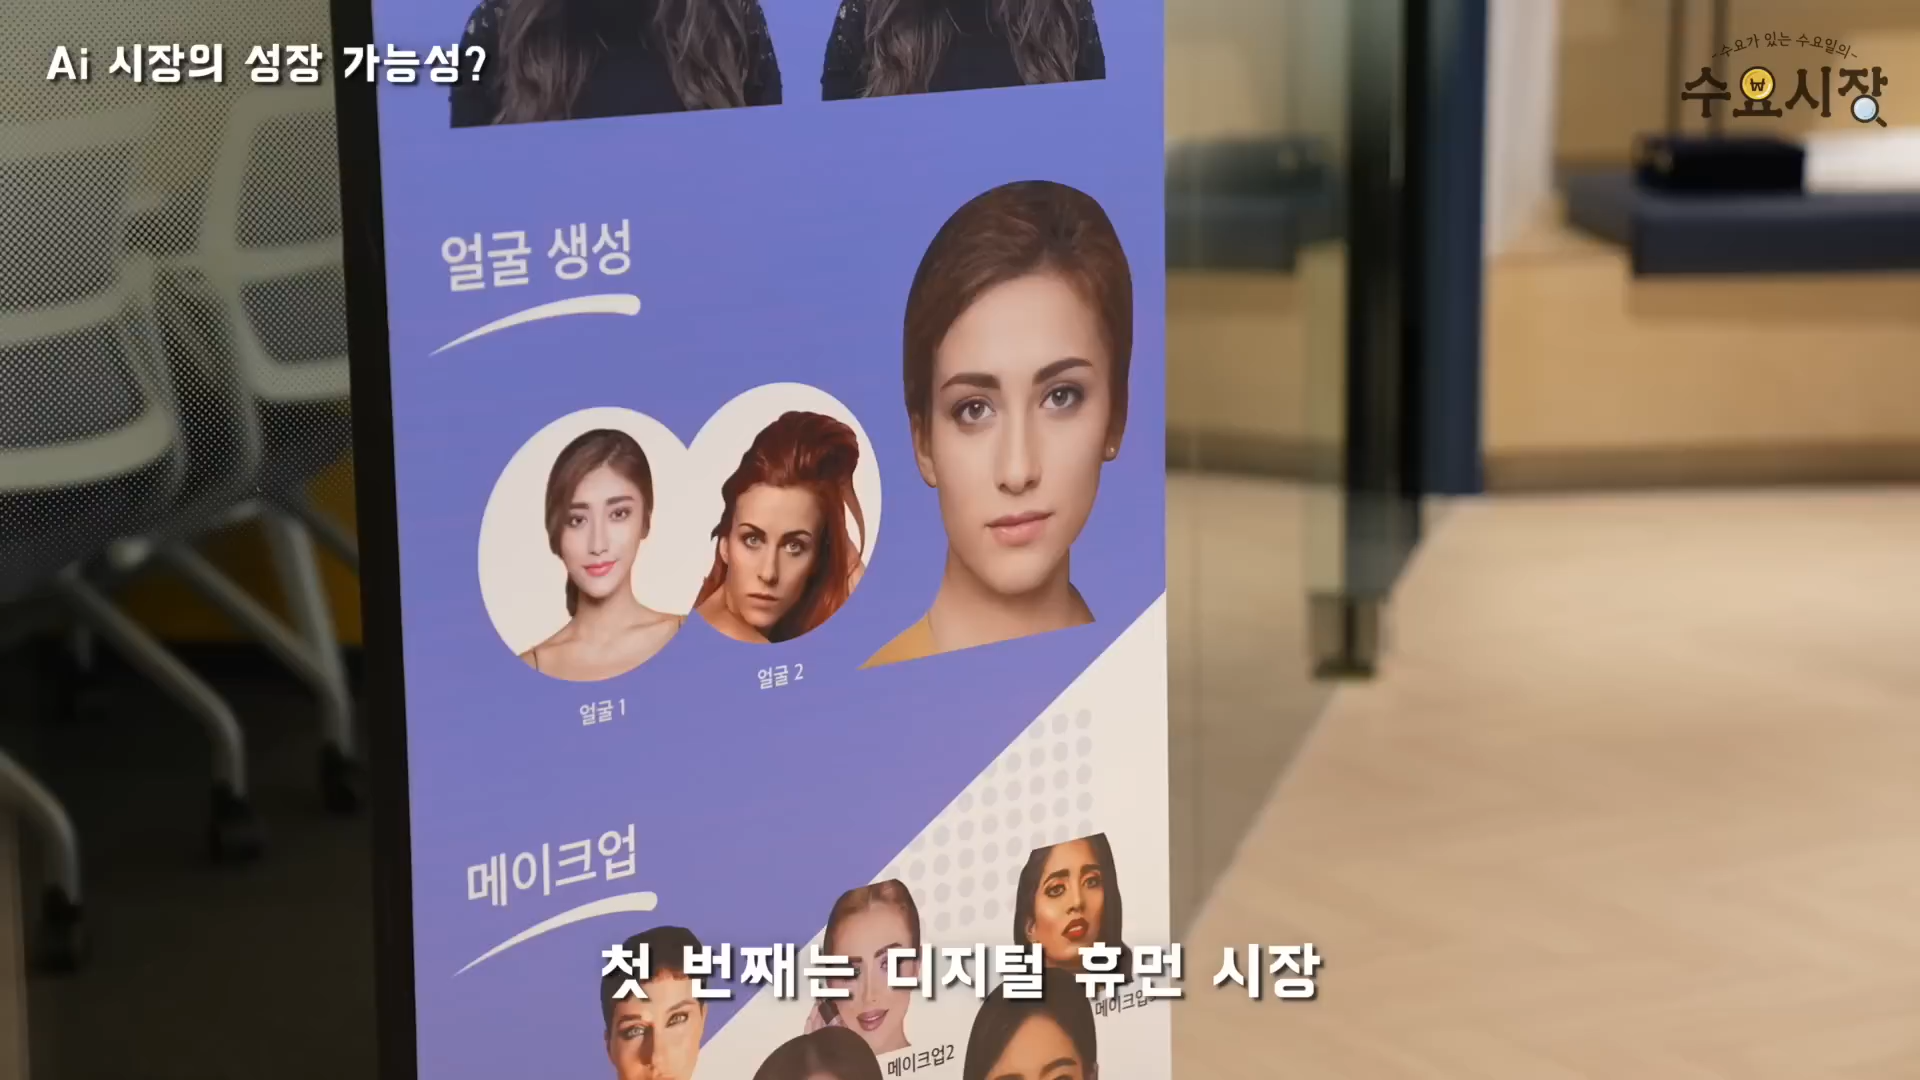 Ai 시장의 성장 가능성?
-수요가 있는 수요일의-
수요시장
얼굴 생성
얼굴 1
얼굴 2
메이크업
메이크업2
첫 번째는 디지털 휴먼 시장